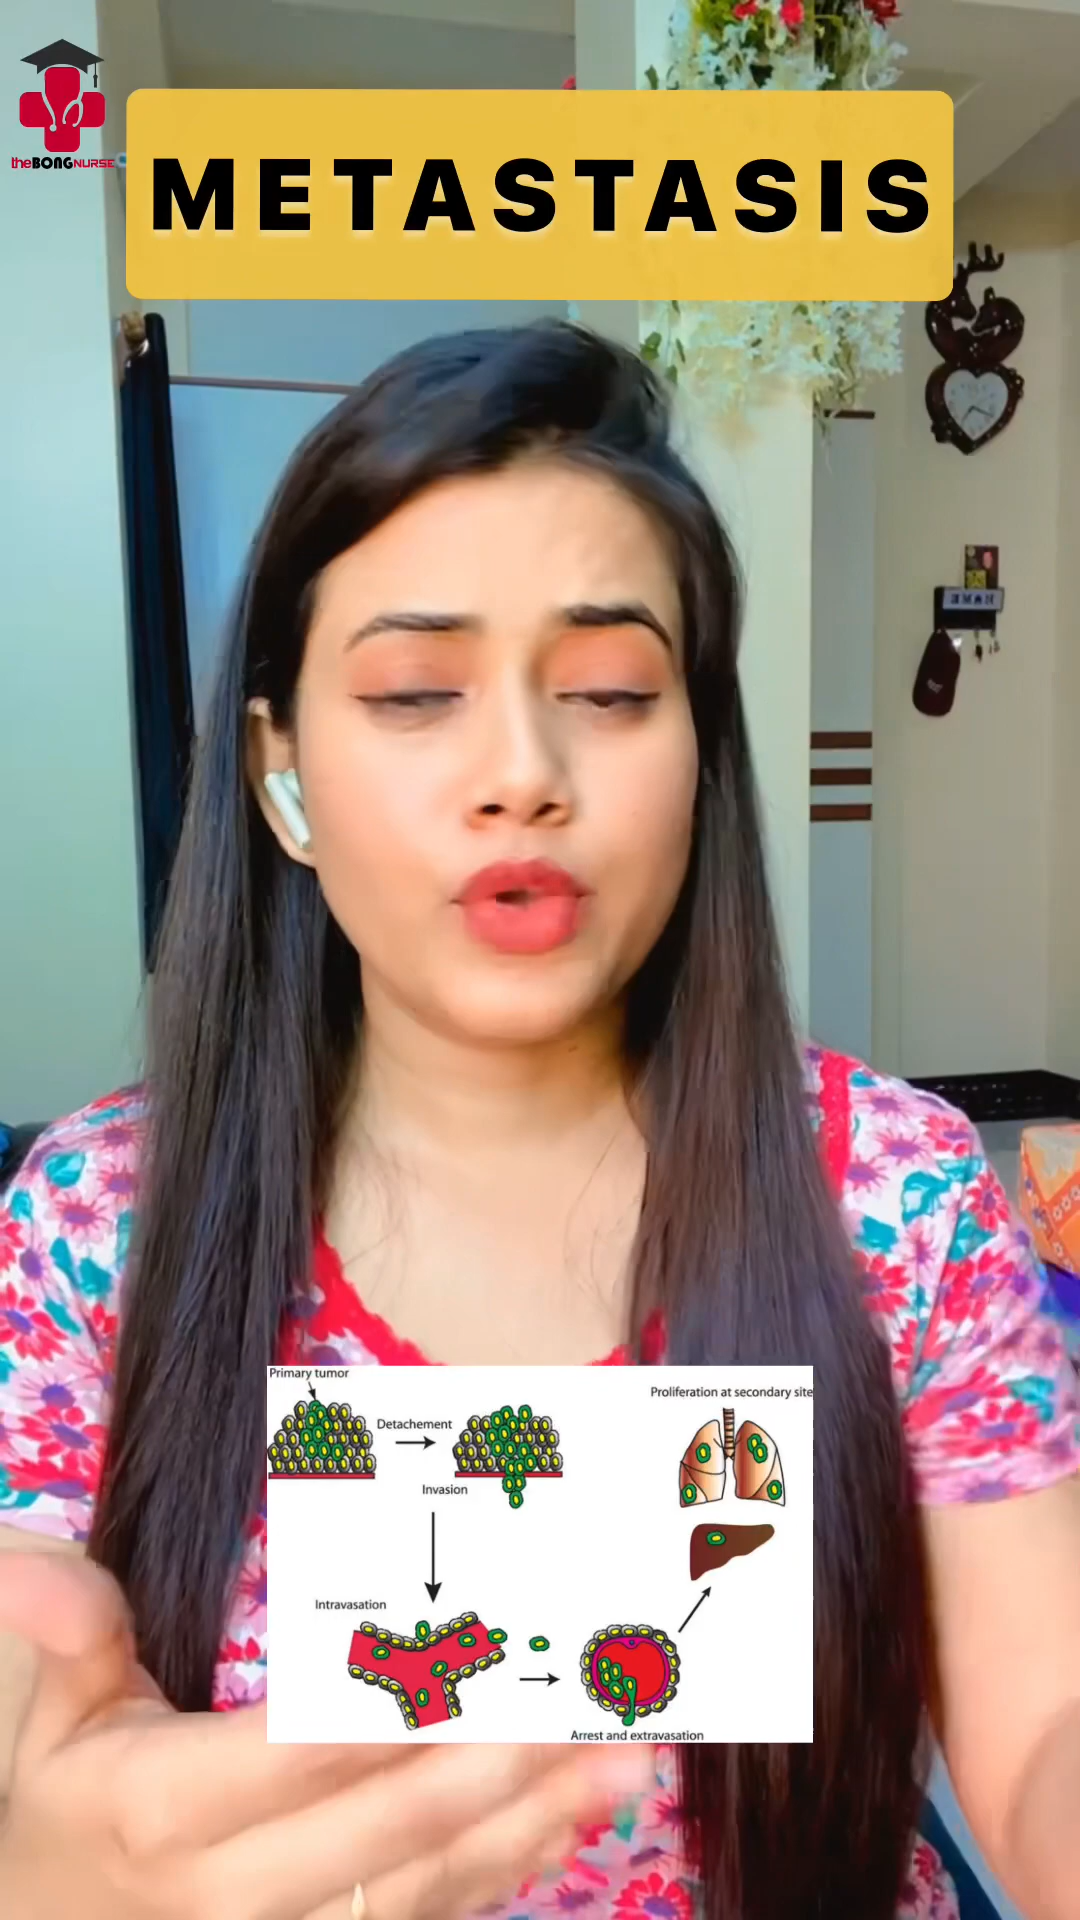 theBONGNURSE
METASTASIS
Primary tumor
Detachement
Invasion
Proliferation at secondary site
Intravasation
Arrest and extravasation